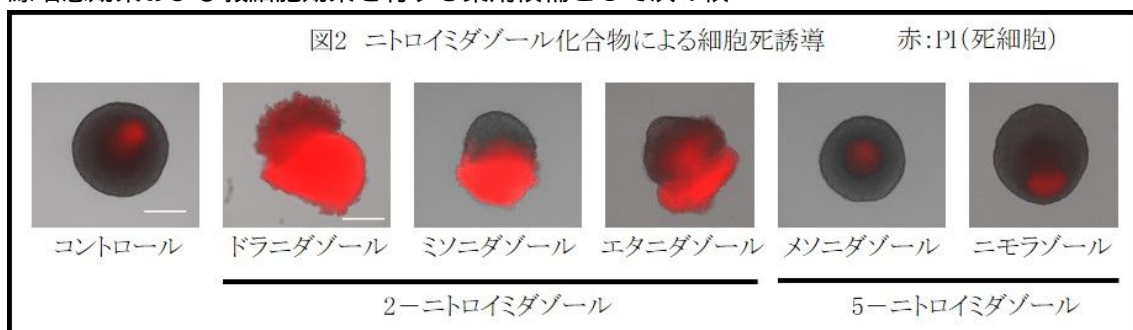 図2 ニトロイミダゾール化合物による細胞死誘導 赤:PI(死細胞)
コントロール ドラニダゾール ミソニダゾール エタニダゾール メソニダゾール ニモラゾール
2－ニトロイミダゾール 5－ニトロイミダゾール